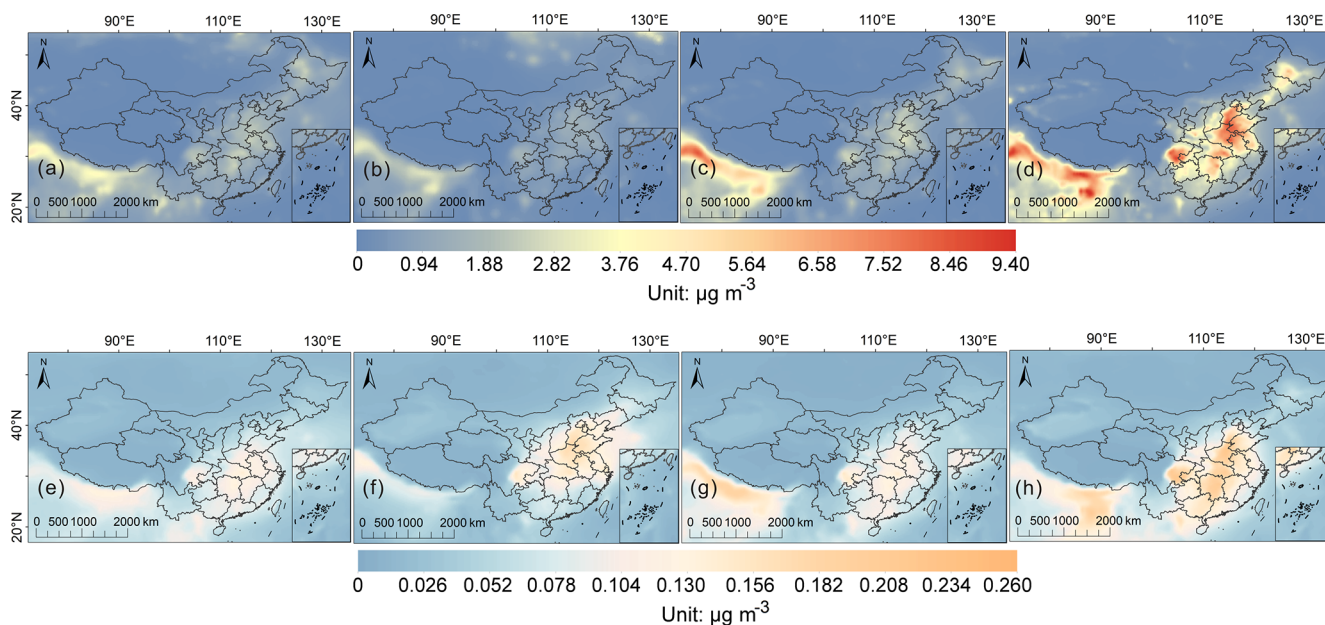 90°E 110°E 130°E 90°E 110°E 130°E 90°E 110°E 130°E 90°E 110°E 130°E
N N N N
40°N
20°N
(a) (b) (c) (d)
0 500 1000 2000 km 0 500 1000 2000 km 0 500 1000 2000 km 0 500 1000 2000 km
0 0.94 1.88 2.82 3.76 4.70 5.64 6.58 7.52 8.46 9.40
Unit: µg m⁻³
90°E 110°E 130°E 90°E 110°E 130°E 90°E 110°E 130°E 90°E 110°E 130°E
N N N N
40°N
20°N
(e) (f) (g) (h)
0 500 1000 2000 km 0 500 1000 2000 km 0 500 1000 2000 km 0 500 1000 2000 km
0 0.026 0.052 0.078 0.104 0.130 0.156 0.182 0.208 0.234 0.260
Unit: µg m⁻³